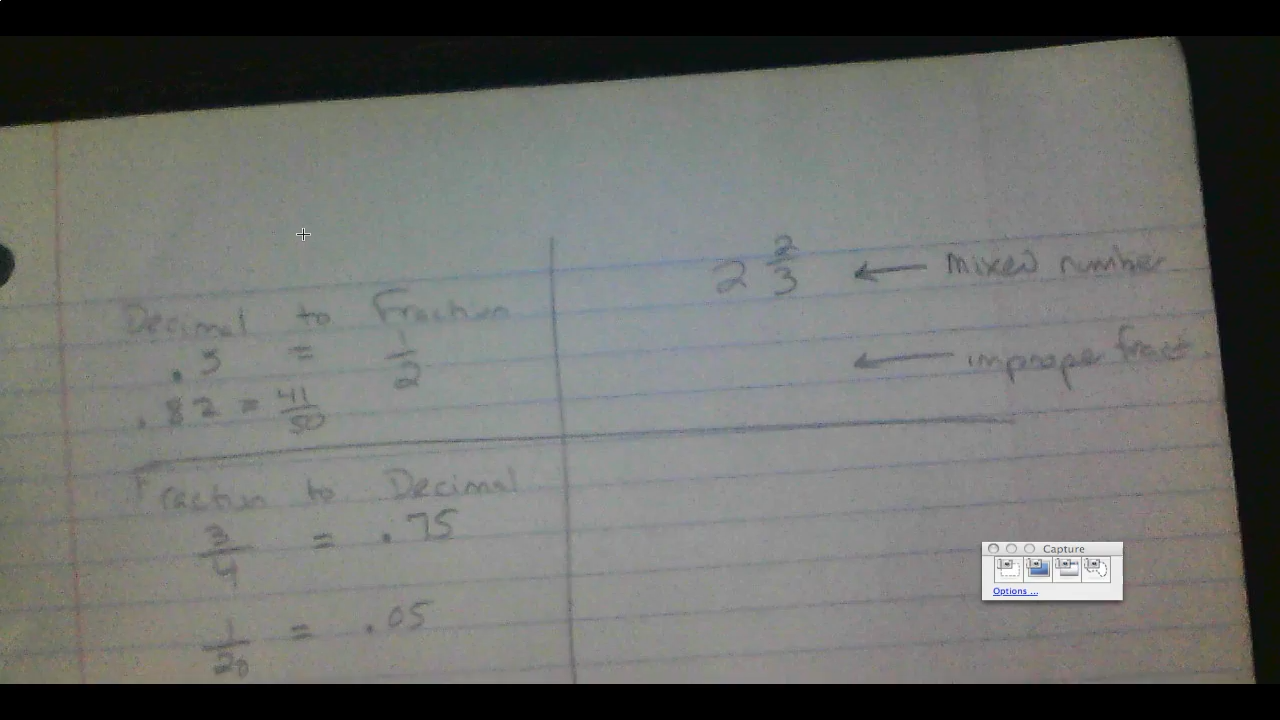 Decimal to Fraction
.5 = 1/2
.82 = 41/50
Fraction to Decimal
3/4 = .75
1/20 = .05
2 2/3 ← Mixed number
← improper fract.
Capture
Options ...